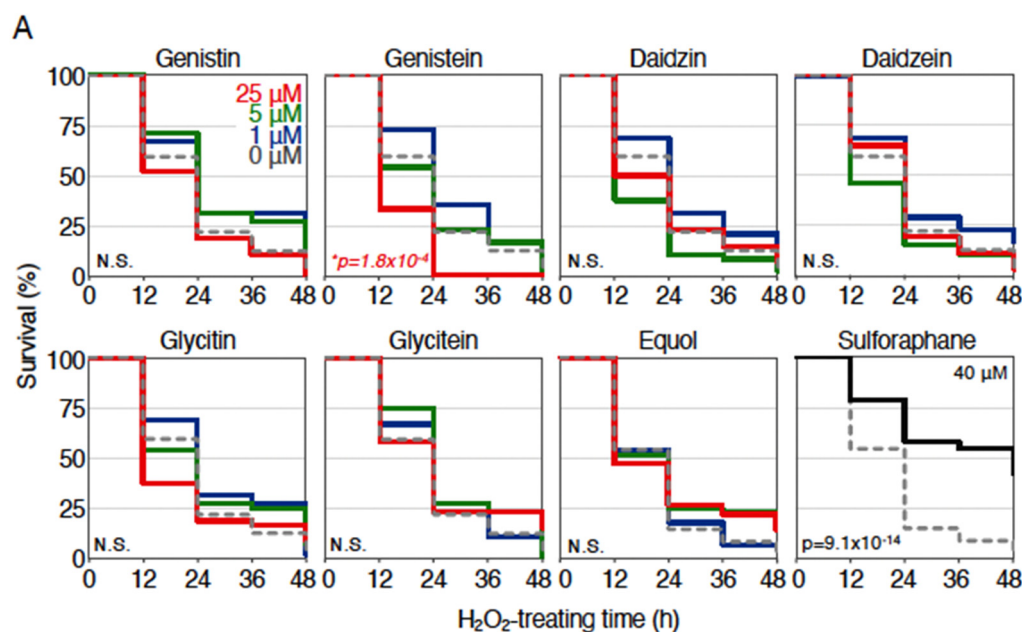 A
Genistin Genistein Daidzin Daidzein
100
75
50
25
0
25 µM
5 µM
1 µM
0 µM
N.S. *p=1.8x10-4 N.S. N.S.
0 12 24 36 48 0 12 24 36 48 0 12 24 36 48 0 12 24 36 48
Survival (%)
Glycitin Glycitein Equol Sulforaphane
100
75
50
25
0
40 µM
N.S. N.S. N.S. p=9.1x10-14
0 12 24 36 48 0 12 24 36 48 0 12 24 36 48 0 12 24 36 48
H₂O₂-treating time (h)